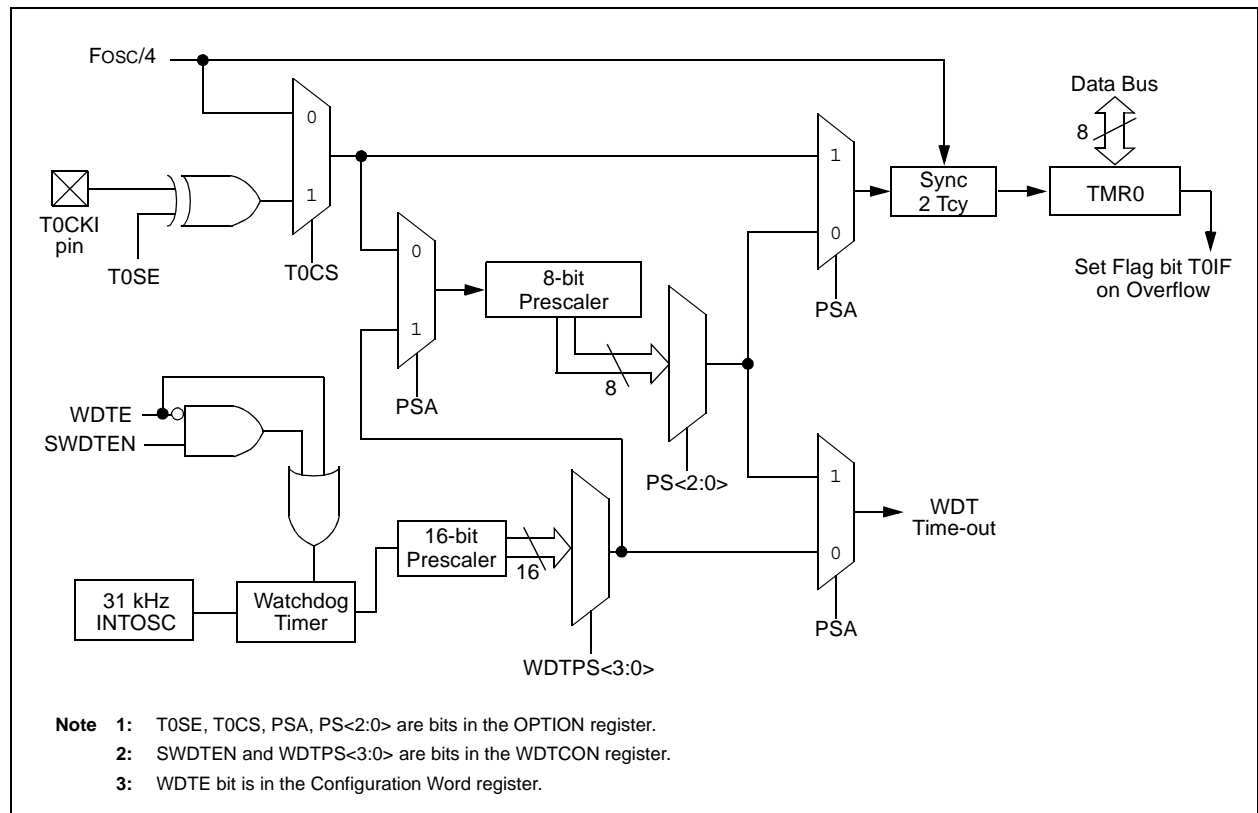 FOSC/4
Data Bus
8
0
1
T0CKI
pin
T0SE
T0CS
1
0
Sync
2 Tcy
TMR0
Set Flag bit T0IF
on Overflow
PSA
0
1
8-bit
Prescaler
8
PSA
WDTE
SWDTEN
PS<2:0>
1
0
WDT
Time-out
16-bit
Prescaler
16
31 kHz
INTOSC
Watchdog
Timer
PSA
WDTPS<3:0>
Note 1: T0SE, T0CS, PSA, PS<2:0> are bits in the OPTION register.
2: SWDTEN and WDTPS<3:0> are bits in the WDTCON register.
3: WDTE bit is in the Configuration Word register.